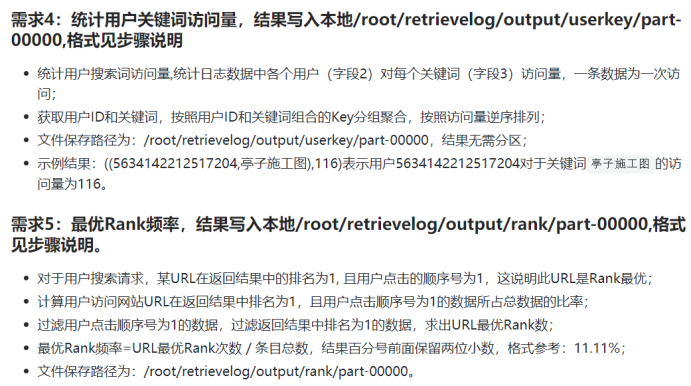 需求4：统计用户关键词访问量，结果写入本地/root/retrievelog/output/userkey/part-
00000,格式见步骤说明
• 统计用户搜索词访问量,统计日志数据中各个用户（字段2）对每个关键词（字段3）访问量，一条数据为一次访
问；
• 获取用户ID和关键词，按照用户ID和关键词组合的Key分组聚合，按照访问量逆序排列；
• 文件保存路径为：/root/retrievelog/output/userkey/part-00000，结果无需分区；
• 示例结果：((5634142212517204,亭子施工图),116)表示用户5634142212517204对于关键词 亭子施工图 的访
问量为116。
需求5：最优Rank频率，结果写入本地/root/retrievelog/output/rank/part-00000,格式
见步骤说明。
• 对于用户搜索请求，某URL在返回结果中的排名为1, 且用户点击的顺序号为1，这说明此URL是Rank最优；
• 计算用户访问网站URL在返回结果中排名为1，且用户点击顺序号为1的数据所占总数据的比率；
• 过滤用户点击顺序号为1的数据，过滤返回结果中排名为1的数据，求出URL最优Rank数；
• 最优Rank频率=URL最优Rank次数 / 条目总数，结果百分号前面保留两位小数，格式参考：11.11%；
• 文件保存路径为：/root/retrievelog/output/rank/part-00000。